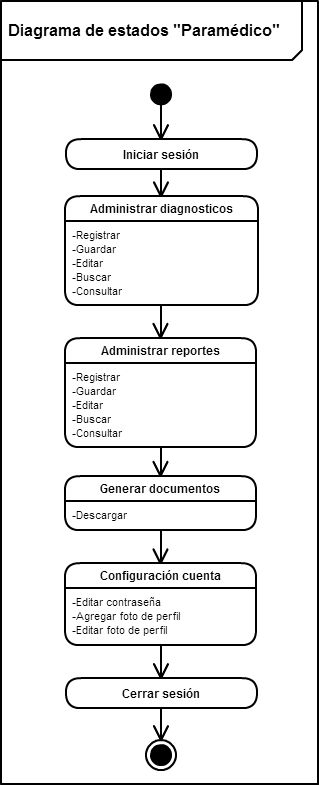 Diagrama de estados "Paramédico"
Iniciar sesión
Administrar diagnosticos
-Registrar
-Guardar
-Editar
-Buscar
-Consultar
Administrar reportes
-Registrar
-Guardar
-Editar
-Buscar
-Consultar
Generar documentos
-Descargar
Configuración cuenta
-Editar contraseña
-Agregar foto de perfil
-Editar foto de perfil
Cerrar sesión